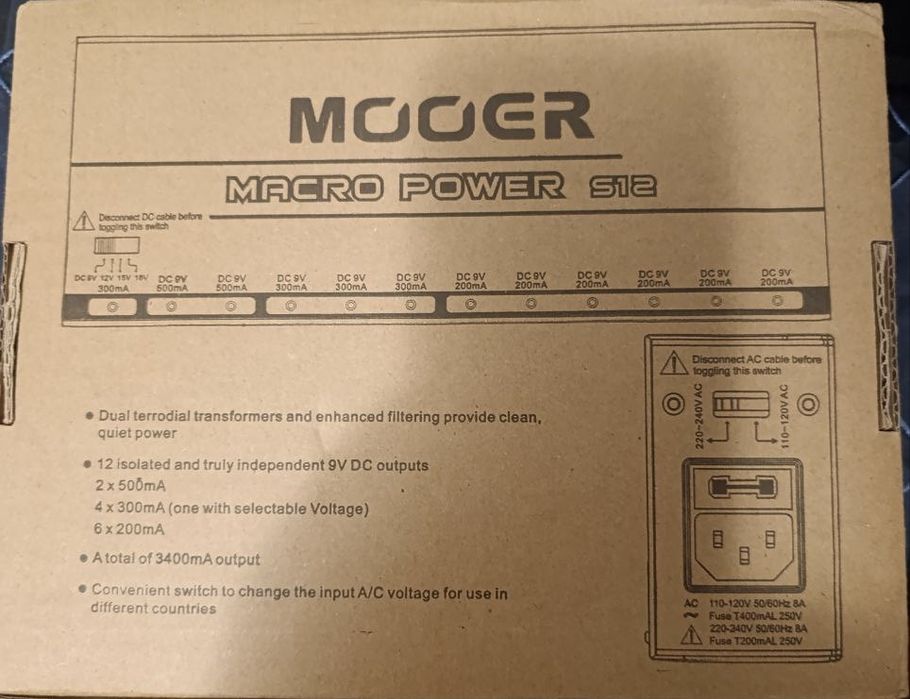 MOOER
MACRO POWER S12
Disconnect DC cable before
toggling this switch
DC 9V 12V 15V 18V
300mA
DC 9V
500mA
DC 9V
500mA
DC 9V
300mA
DC 9V
300mA
DC 9V
300mA
DC 9V
200mA
DC 9V
200mA
DC 9V
200mA
DC 9V
200mA
DC 9V
200mA
DC 9V
200mA
Disconnect AC cable before
toggling this switch
220~240VAC
110~120VAC
• Dual terrodial transformers and enhanced filtering provide clean,
quiet power
• 12 isolated and truly independent 9V DC outputs
2 x 500mA
4 x 300mA (one with selectable Voltage)
6 x 200mA
• A total of 3400mA output
• Convenient switch to change the input A/C voltage for use in
different countries
AC 110-120V 50/60Hz 8A
~ Fuse T400mAL 250V
220-240V 50/60Hz 8A
Fuse T200mAL 250V